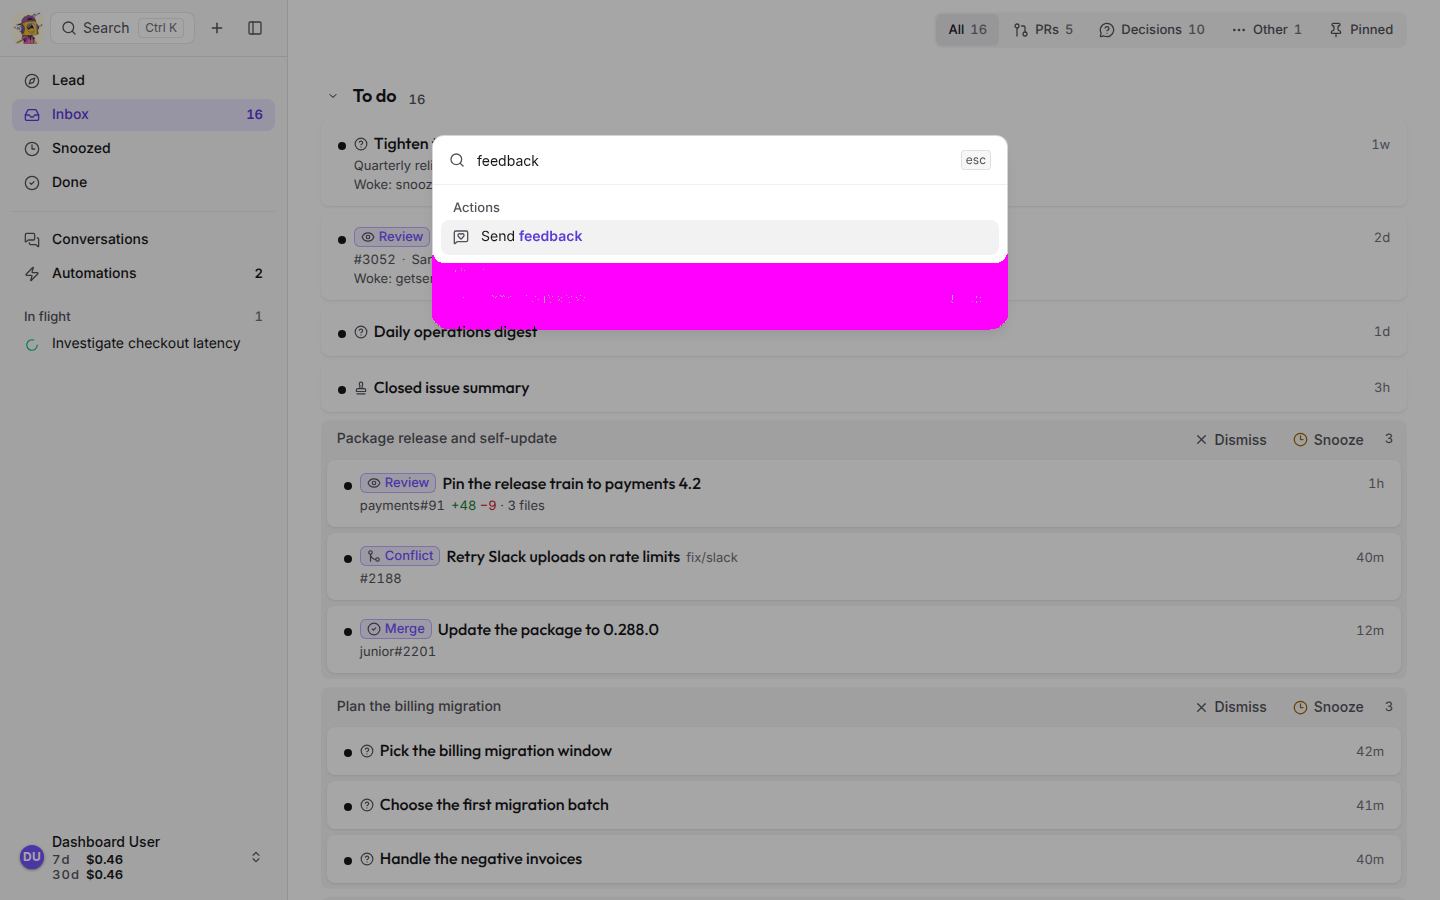 Search Ctrl K
All 16 PRs 5 Decisions 10 Other 1 Pinned
Lead
Inbox 16
Snoozed
Done
Conversations
Automations 2
In flight 1
Investigate checkout latency
Dashboard User
7d $0.46
30d $0.46
DU
To do 16
Tighten 1w
Quarterly
Woke:
feedback esc
Actions
Send feedback
Review 2d
#3052 ·
Woke:
Daily operations digest 1d
Closed issue summary 3h
Package release and self-update Dismiss Snooze 3
Review Pin the release train to payments 4.2 1h
payments#91 +48 −9 · 3 files
Conflict Retry Slack uploads on rate limits fix/slack 40m
#2188
Merge Update the package to 0.288.0 12m
junior#2201
Plan the billing migration Dismiss Snooze 3
Pick the billing migration window 42m
Choose the first migration batch 41m
Handle the negative invoices 40m